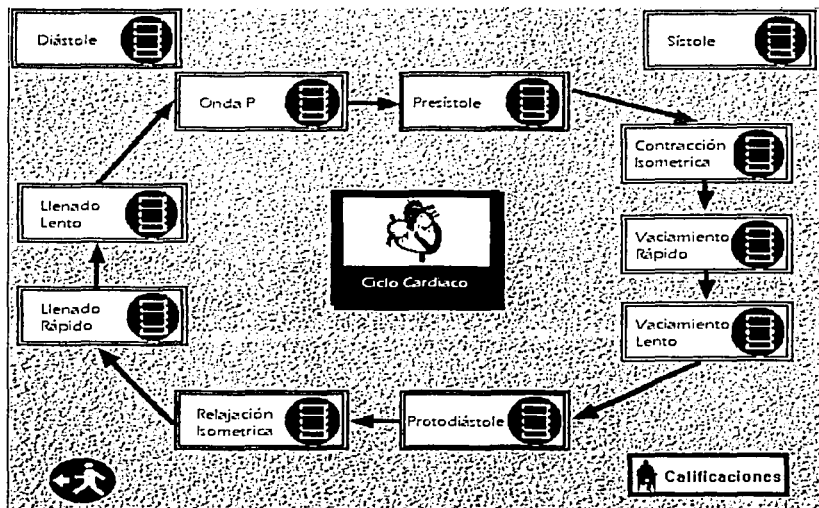 Diástole
Sístole
Onda P
Presístole
Contracción
Isometrica
Llenado
Lento
Vaciamiento
Rápido
Ciclo Cardiaco
Llenado
Rápido
Vaciamiento
Lento
Relajación
Isometrica
Protodiástole
Calificaciones